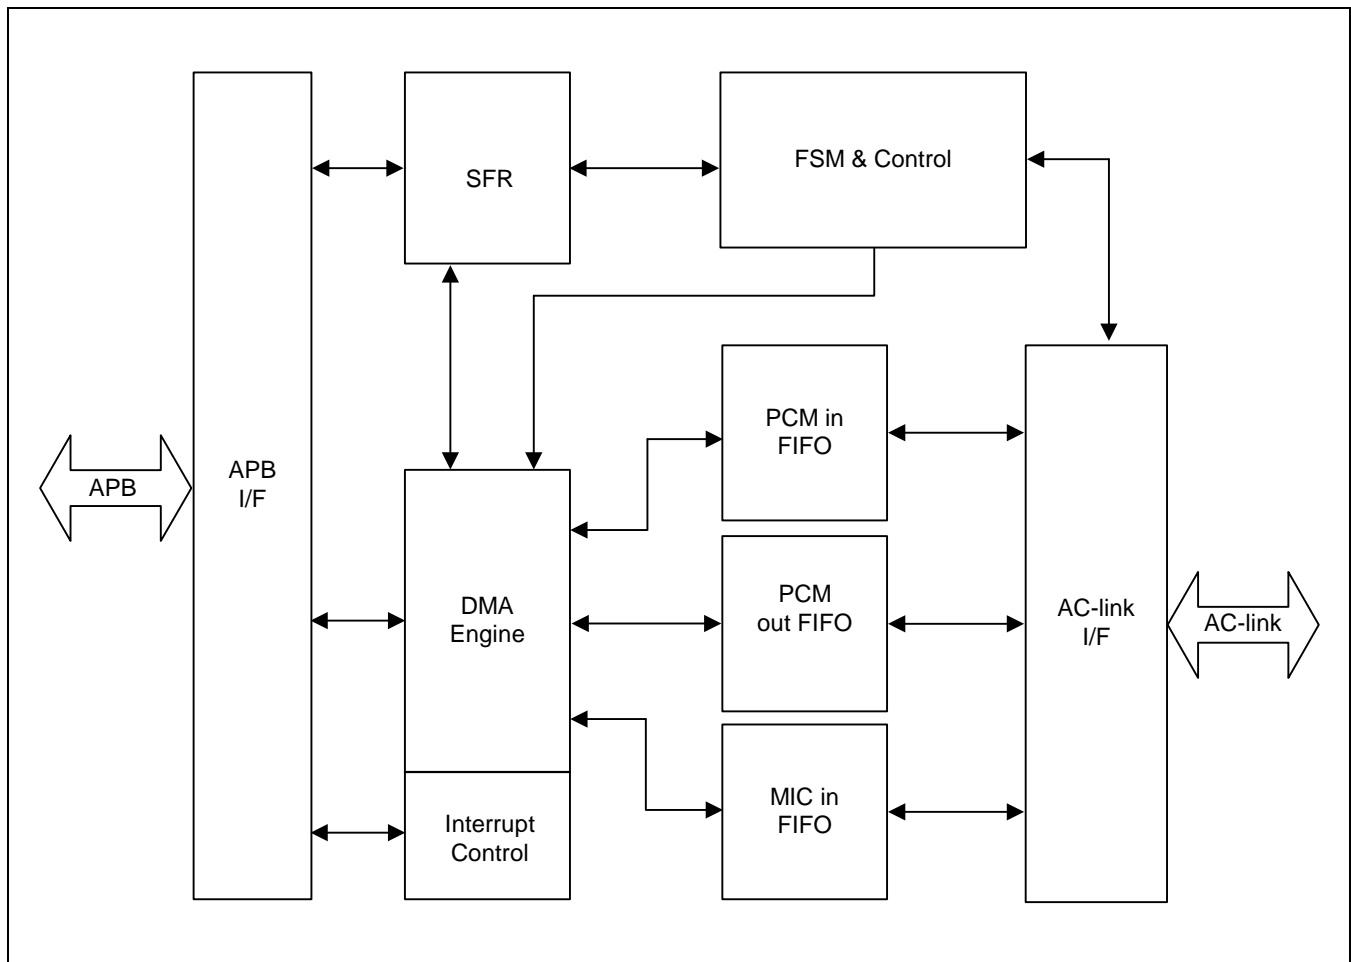 SFR
FSM & Control
APB
APB
I/F
PCM in
FIFO
DMA
Engine
PCM
out FIFO
AC-link
I/F
AC-link
MIC in
FIFO
Interrupt
Control